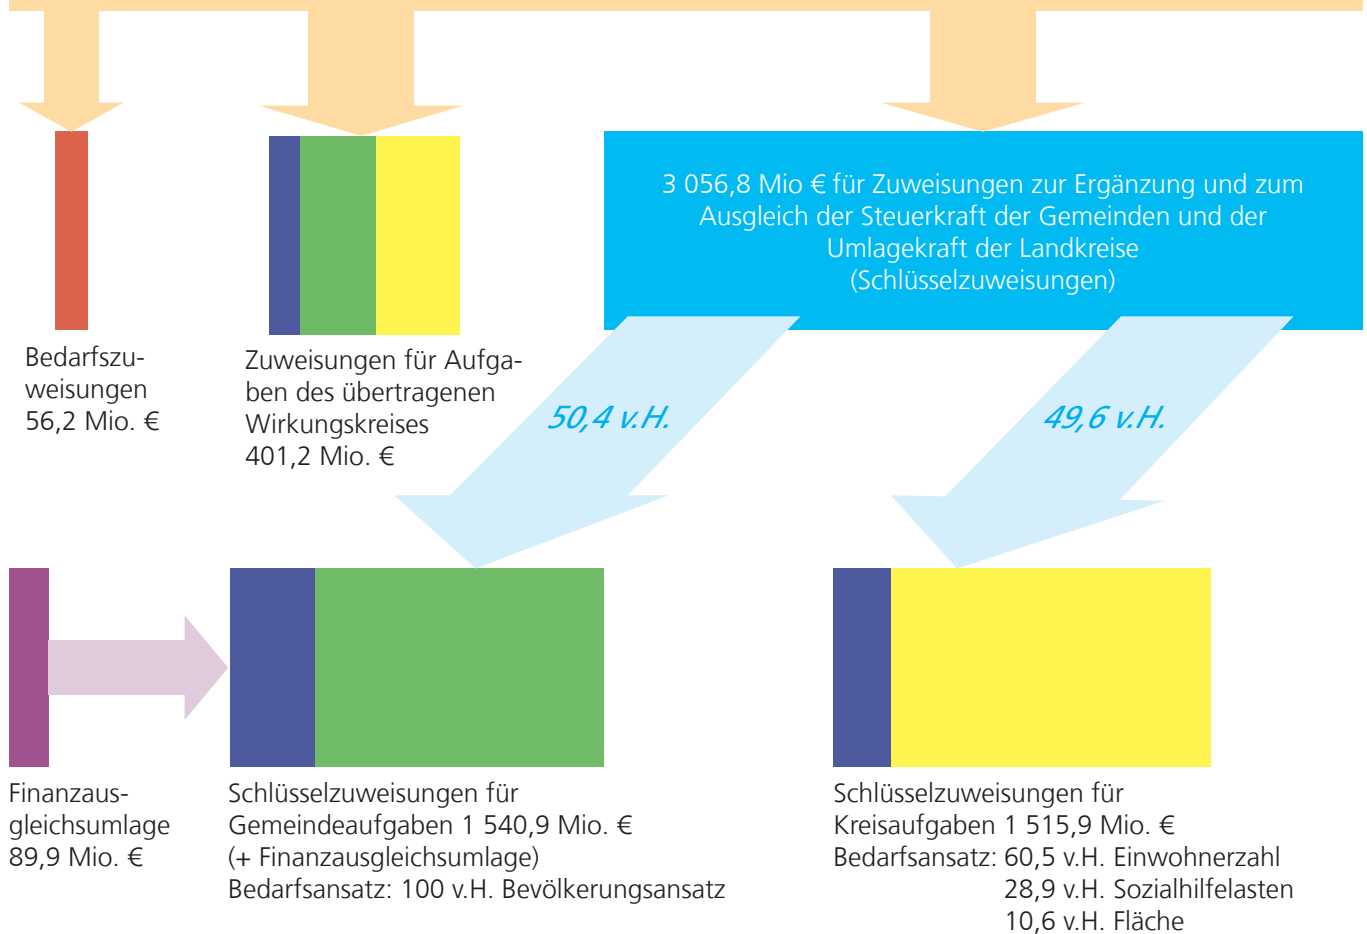 3 056,8 Mio € für Zuweisungen zur Ergänzung und zum
Ausgleich der Steuerkraft der Gemeinden und der
Umlagekraft der Landkreise
(Schlüsselzuweisungen)
Bedarfszu-
weisungen
56,2 Mio. €
Zuweisungen für Aufga-
ben des übertragenen
Wirkungskreises
401,2 Mio. €
50,4 v.H.
49,6 v.H.
Finanzaus-
gleichsumlage
89,9 Mio. €
Schlüsselzuweisungen für
Gemeindeaufgaben 1 540,9 Mio. €
(+ Finanzausgleichsumlage)
Bedarfsansatz: 100 v.H. Bevölkerungsansatz
Schlüsselzuweisungen für
Kreisaufgaben 1 515,9 Mio. €
Bedarfsansatz: 60,5 v.H. Einwohnerzahl
28,9 v.H. Sozialhilfelasten
10,6 v.H. Fläche